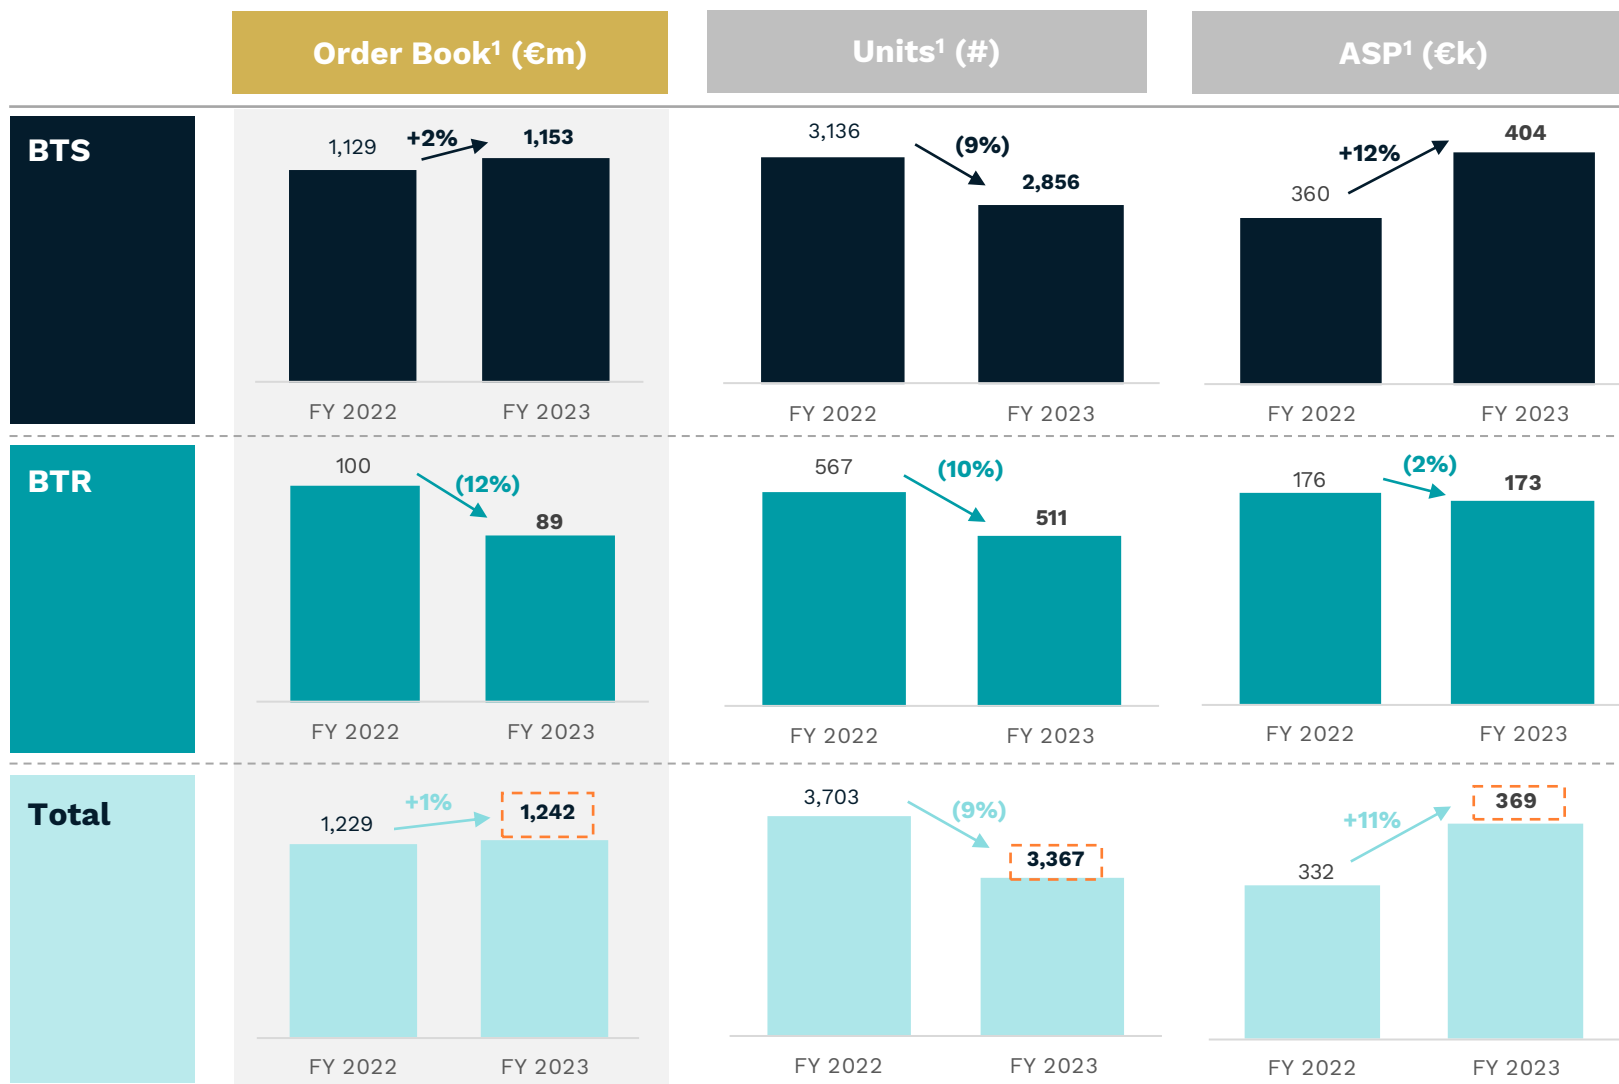 Order Book¹ (€m)
Units¹ (#)
ASP¹ (€k)
BTS
1,129
+2%
1,153
FY 2022
FY 2023
3,136
(9%)
2,856
FY 2022
FY 2023
360
+12%
404
FY 2022
FY 2023
BTR
100
(12%)
89
FY 2022
FY 2023
567
(10%)
511
FY 2022
FY 2023
176
(2%)
173
FY 2022
FY 2023
Total
1,229
+1%
1,242
FY 2022
FY 2023
3,703
(9%)
3,367
FY 2022
FY 2023
332
+11%
369
FY 2022
FY 2023